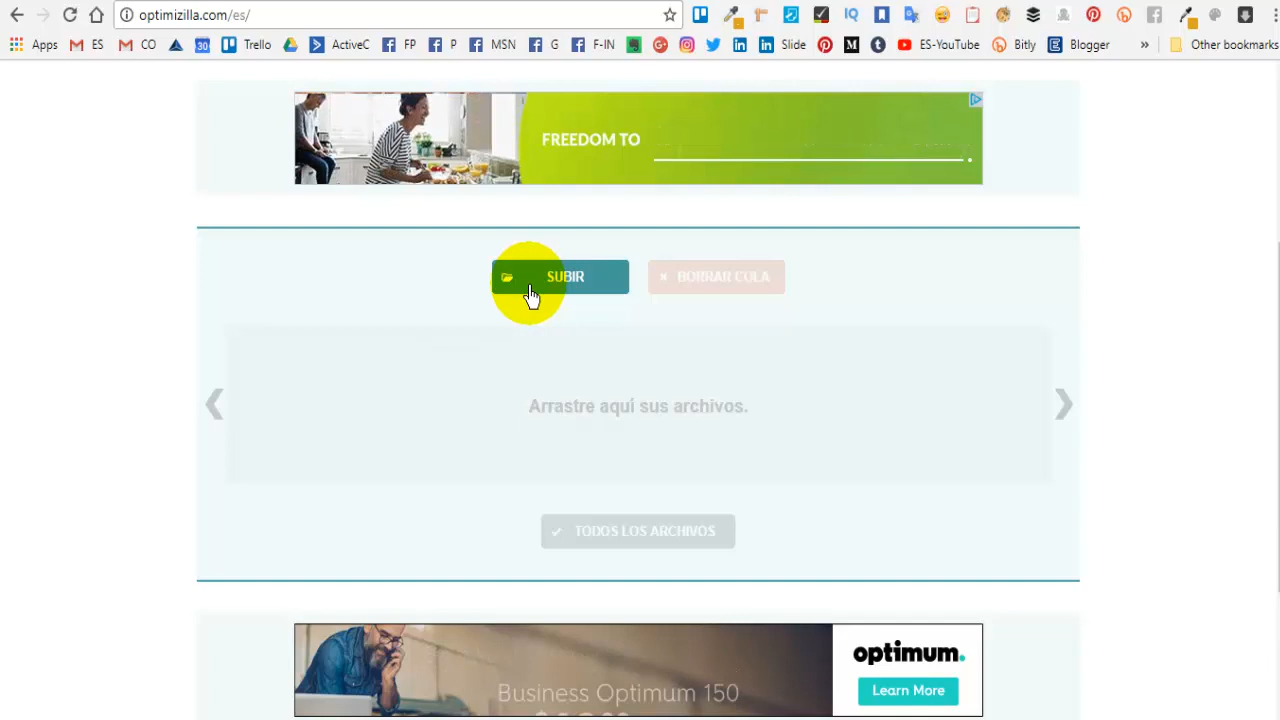 optimizilla.com/es/
Apps ES CO 30 Trello ActiveC FP P MSN G F-IN Slide M t ES-YouTube Bitly Blogger » Other bookmarks
FREEDOM TO
SUBIR BORRAR COLA
Arrastre aquí sus archivos.
TODOS LOS ARCHIVOS
optimum.
Business Optimum 150
Learn More